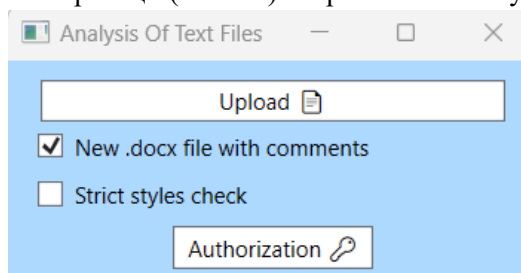 Analysis Of Text Files
Upload
New .docx file with comments
Strict styles check
Authorization